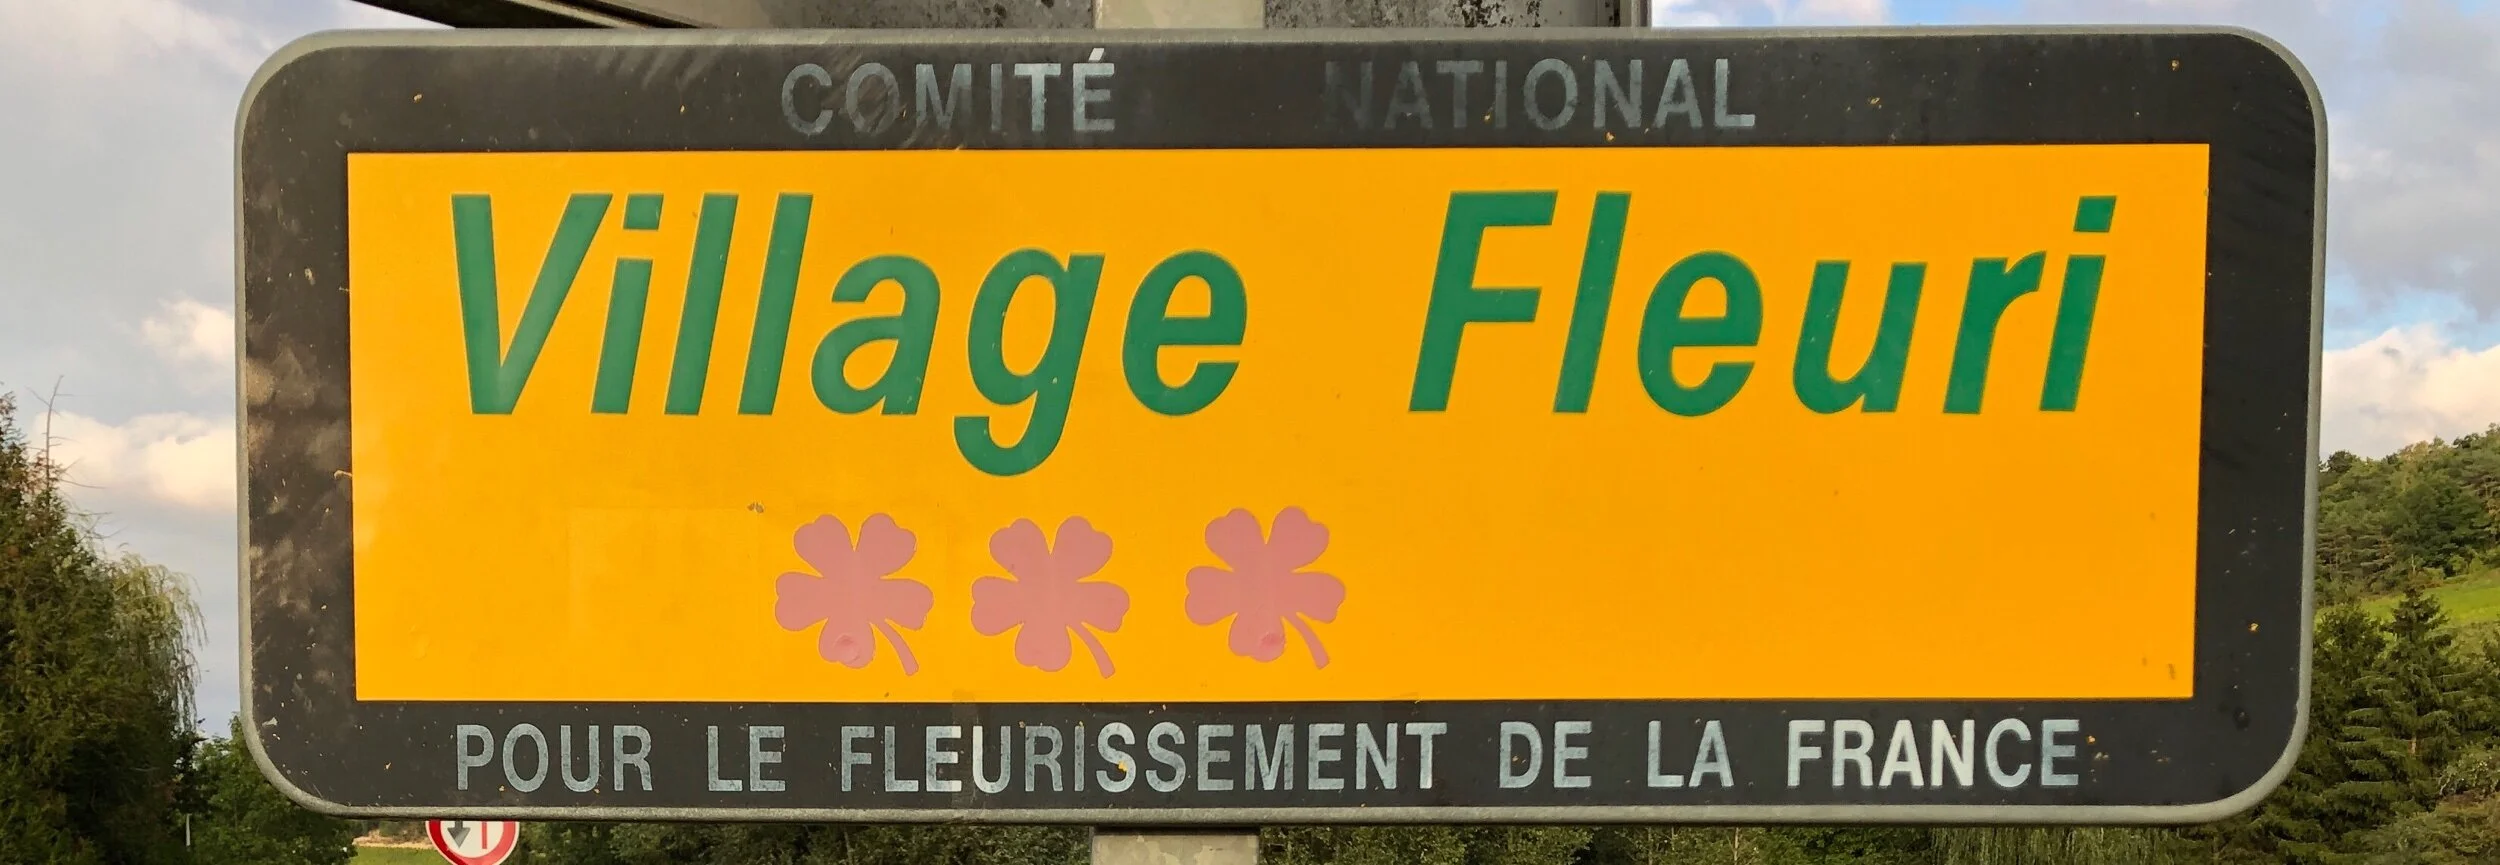 COMITÉ NATIONAL
Village Fleuri
POUR LE FLEURISSEMENT DE LA FRANCE